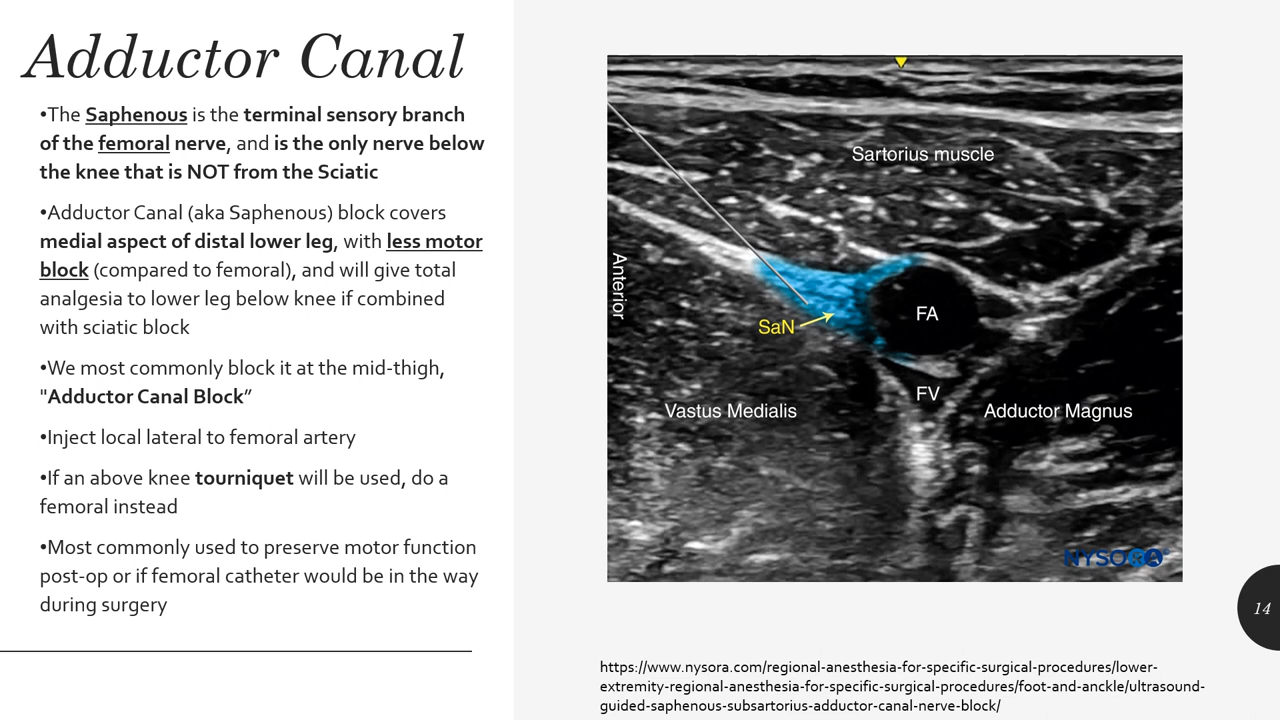 Adductor Canal
•The Saphenous is the terminal sensory branch
of the femoral nerve, and is the only nerve below
the knee that is NOT from the Sciatic
•Adductor Canal (aka Saphenous) block covers
medial aspect of distal lower leg, with less motor
block (compared to femoral), and will give total
analgesia to lower leg below knee if combined
with sciatic block
•We most commonly block it at the mid-thigh,
"Adductor Canal Block”
•Inject local lateral to femoral artery
•If an above knee tourniquet will be used, do a
femoral instead
•Most commonly used to preserve motor function
post-op or if femoral catheter would be in the way
during surgery
Sartorius muscle
Anterior
FA
SaN
FV
Vastus Medialis
Adductor Magnus
NYSORA
14
https://www.nysora.com/regional-anesthesia-for-specific-surgical-procedures/lower-
extremity-regional-anesthesia-for-specific-surgical-procedures/foot-and-anckle/ultrasound-
guided-saphenous-subsartorius-adductor-canal-nerve-block/